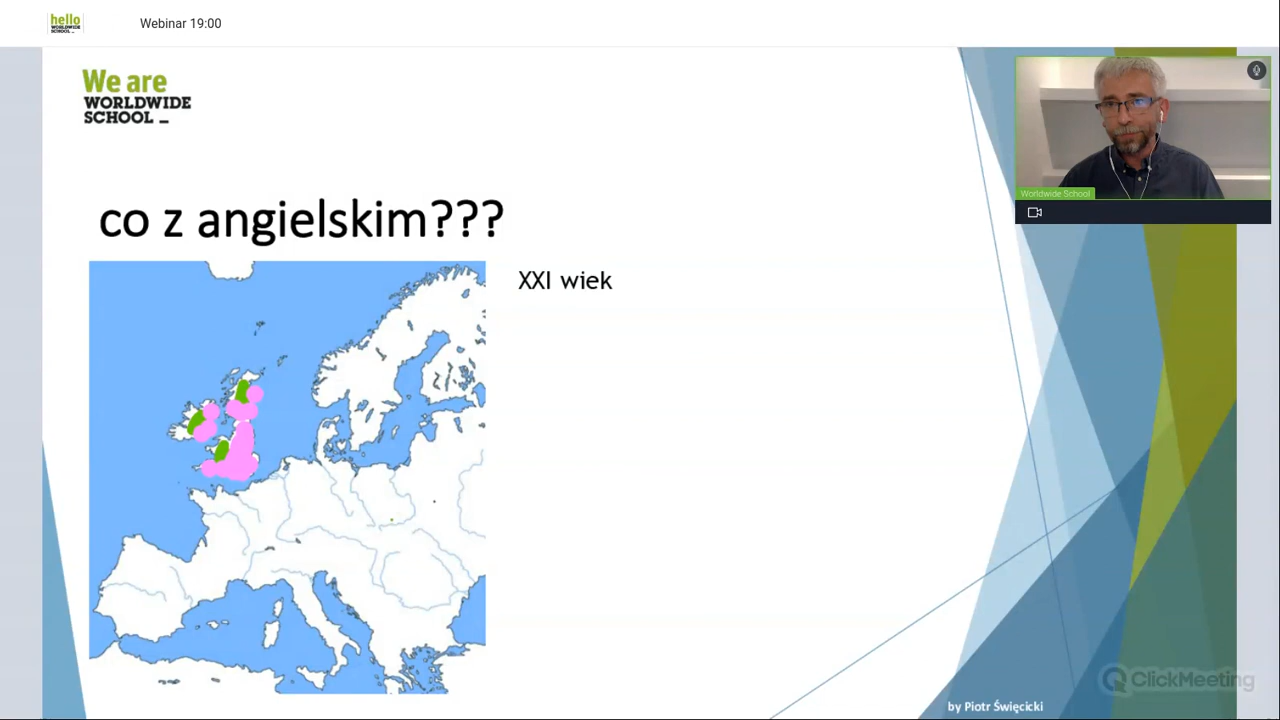 hello
WORLDWIDE
SCHOOL _
Webinar 19:00
We are
WORLDWIDE
SCHOOL _
Worldwide School
co z angielskim???
XXI wiek
ClickMeeting
by Piotr Święcicki